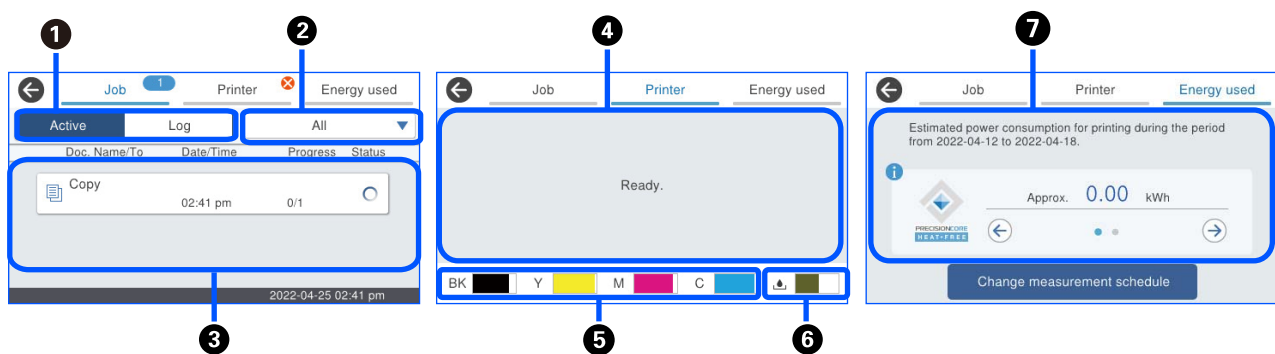 1
2
4
7
Job 1 Printer Energy used
Active Log All
Doc. Name/To Date/Time Progress Status
Copy
02:41 pm 0/1
2022-04-25 02:41 pm
3
Job Printer Energy used
Ready.
BK Y M C
5
6
Job Printer Energy used
Estimated power consumption for printing during the period
from 2022-04-12 to 2022-04-18.
i
Approx. 0.00 kWh
PRECISIONCORE
HEAT-FREE
Change measurement schedule